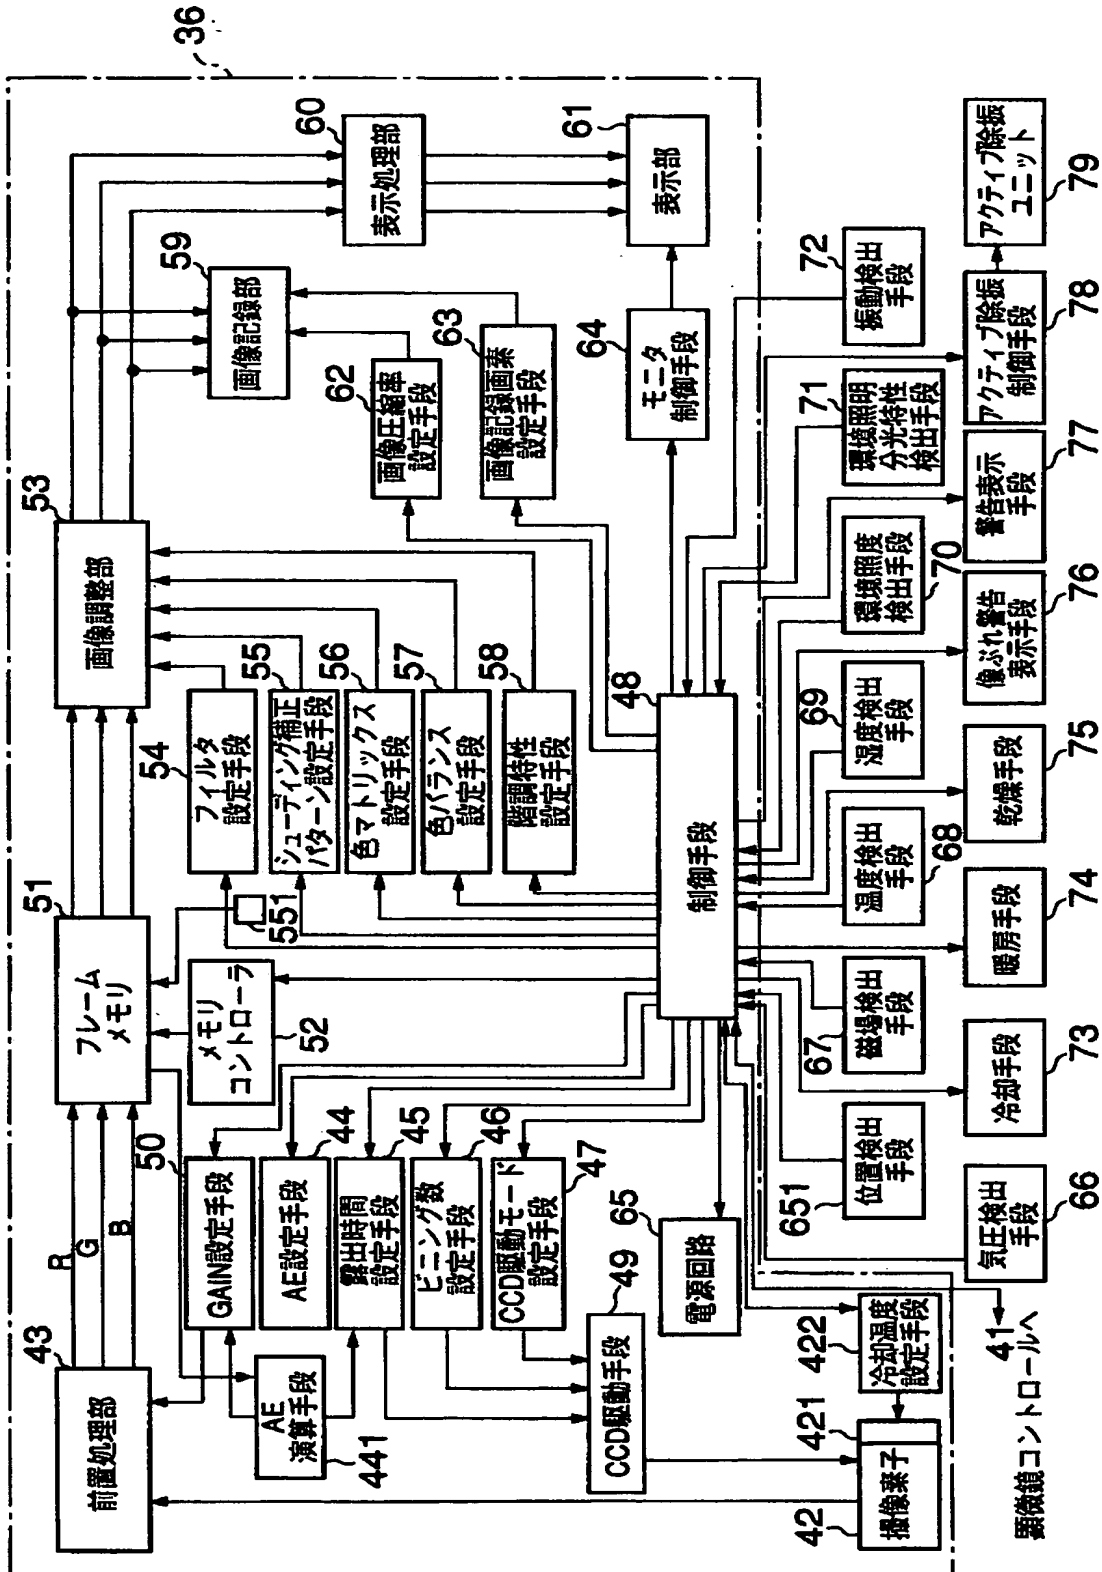 36
43
前置処理部
R
G
B
51
フレーム
メモリ
53
画像調整部
60
表示処理部
59
画像記録部
61
表示部
50
GAIN設定手段
44
AE設定手段
45
露出時間
設定手段
46
ビニング数
設定手段
47
CCD駆動モード
設定手段
AE
演算手段
441
メモリ
コントローラ
52
551
54
フィルタ
設定手段
55
シェーディング補正
パターン設定手段
56
色マトリックス
設定手段
57
色バランス
設定手段
58
階調特性
設定手段
62
画像圧縮率
設定手段
63
画像記録画素
設定手段
64
モニタ
制御手段
49
CCD駆動手段
65
電源回路
48
制御手段
42
撮像素子
421
422
冷却温度
設定手段
41
顕微鏡コントロールへ
651
位置検出
手段
67
磁場検出
手段
68
温度検出
手段
69
湿度検出
手段
70
環境照度
検出手段
71
環境照明
分光特性
検出手段
72
振動検出
手段
66
気圧検出
手段
73
冷却手段
74
暖房手段
75
乾燥手段
76
像ぶれ警告
表示手段
77
警告表示
手段
78
アクティブ除振
制御手段
79
アクティブ除振
ユニット